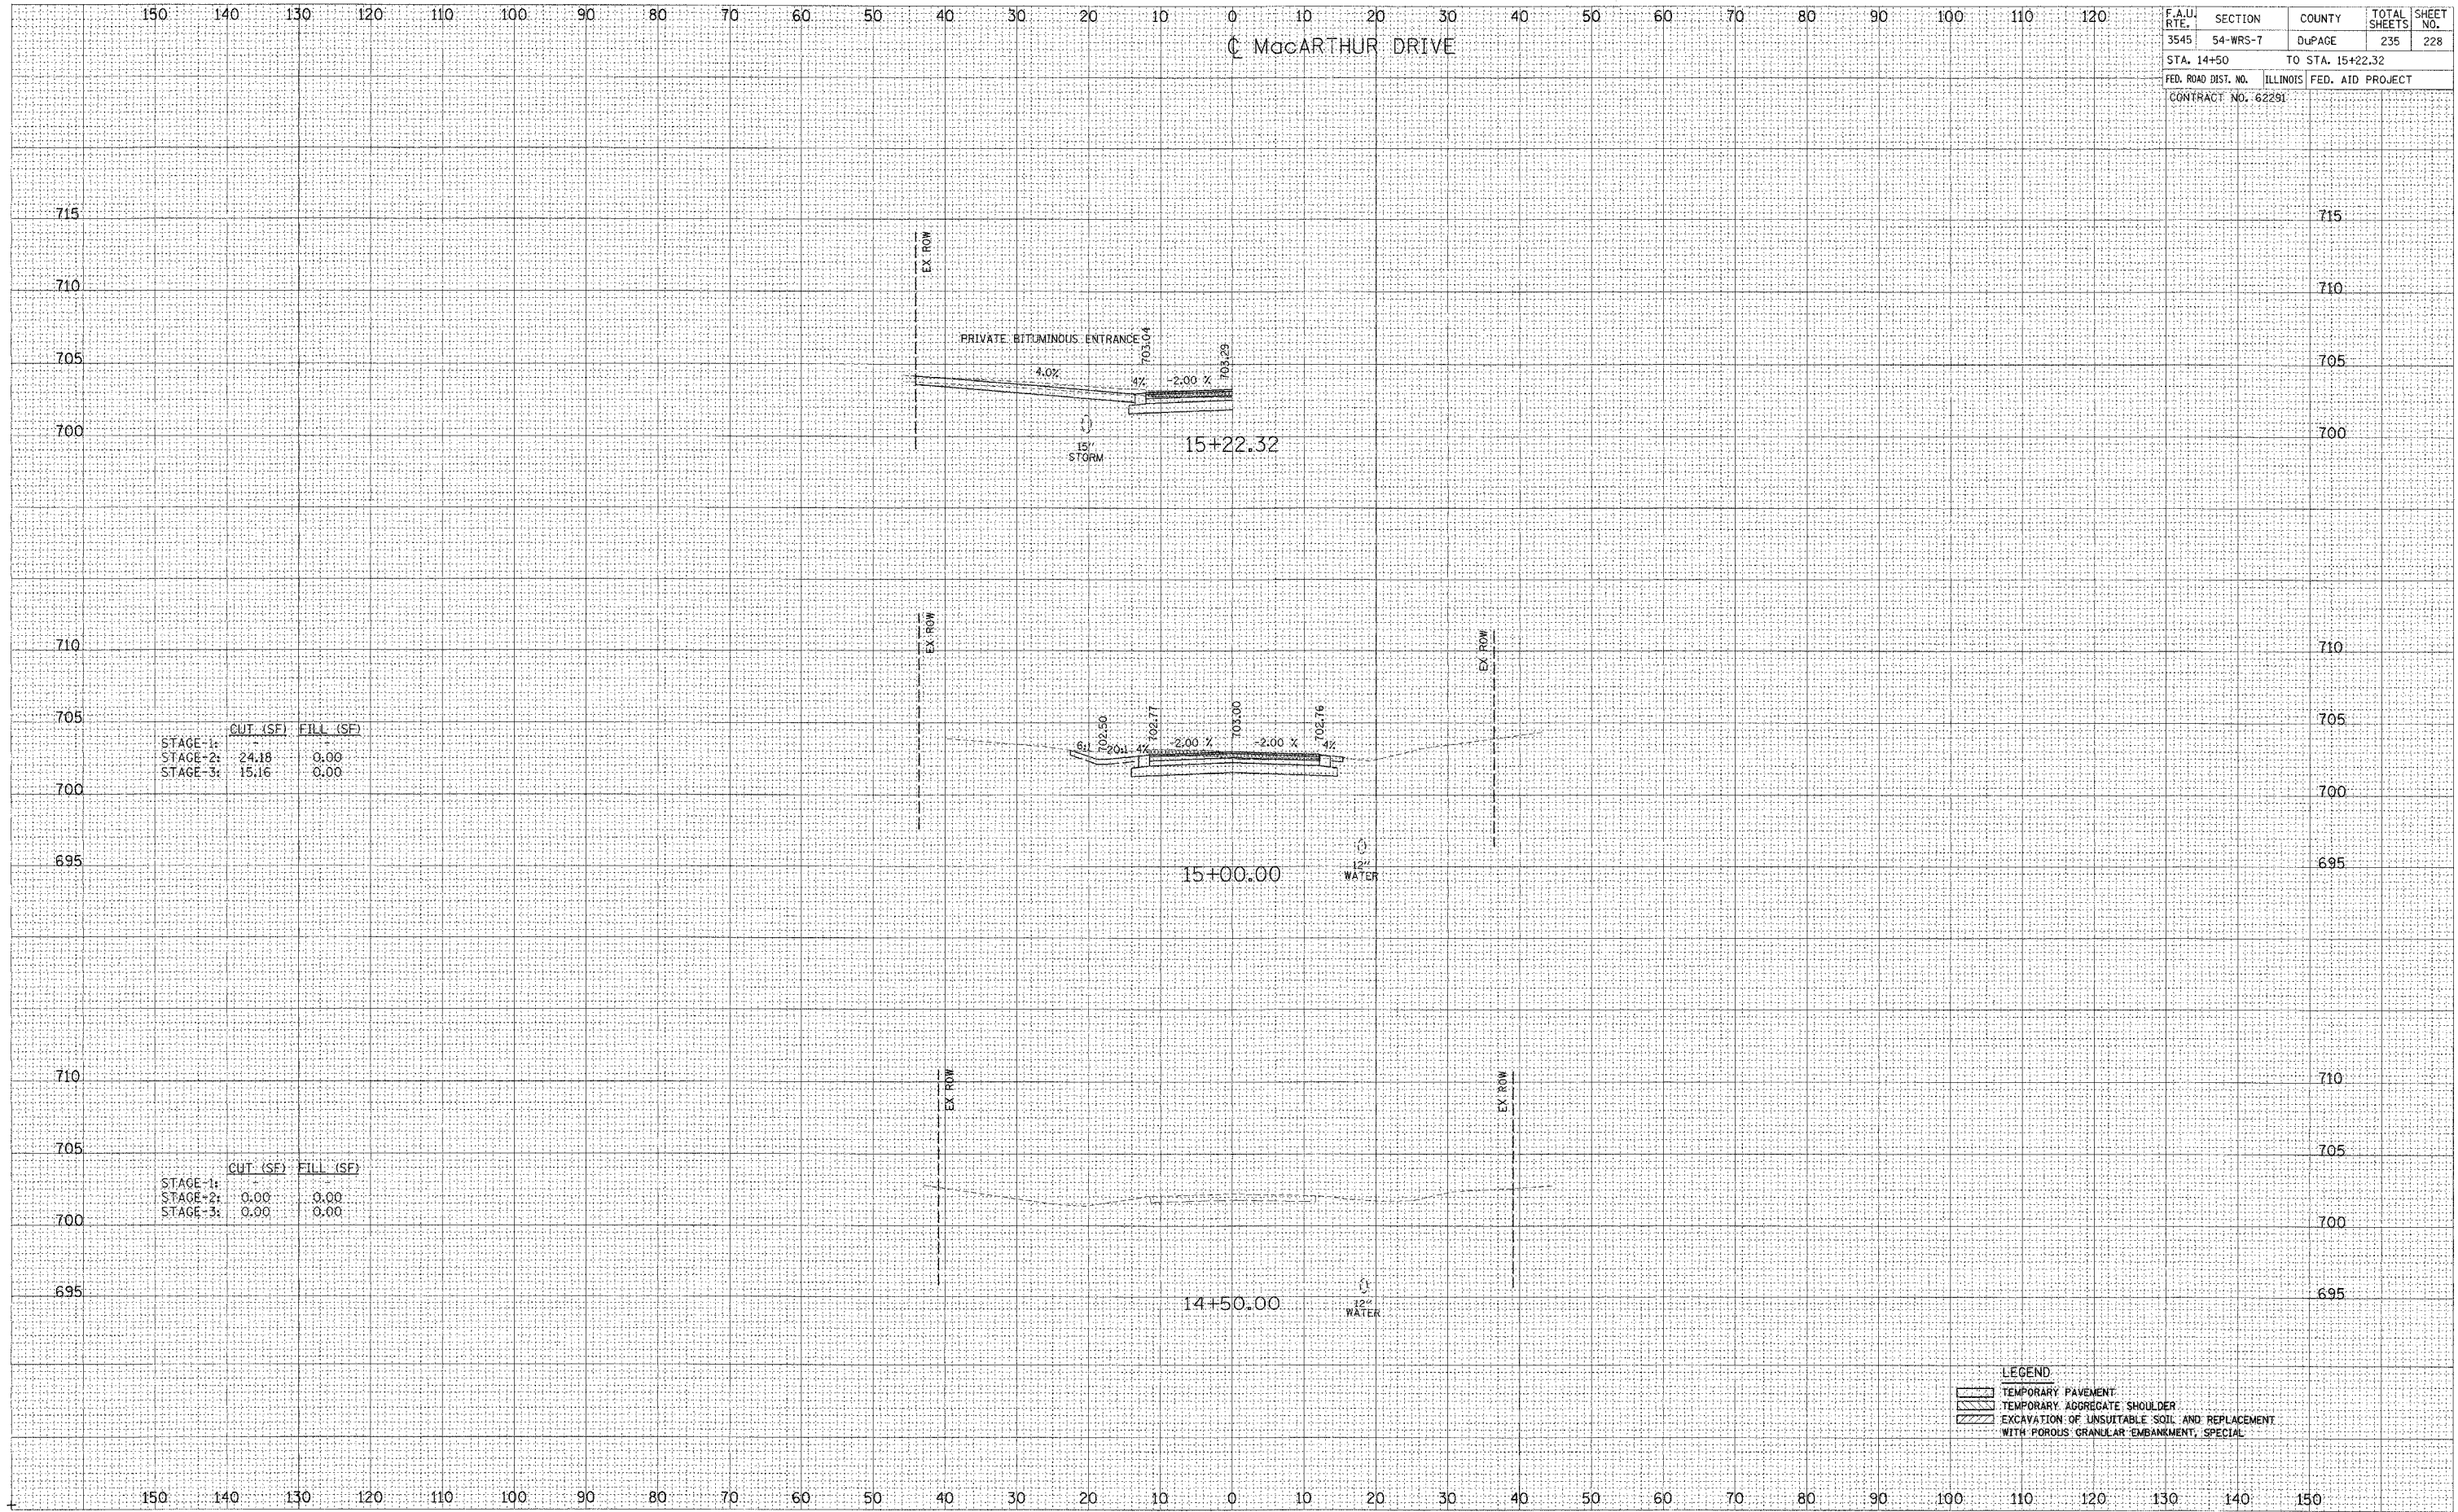 150 140 130 120 110 100 90 80 70 60 50 40 30 20 10 0 10 20 30 40 50 60 70 80 90 100 110 120
℄ MacARTHUR DRIVE
F.A.U. RTE. SECTION COUNTY TOTAL SHEETS SHEET NO.
3545 54-WRS-7 DuPAGE 235 228
STA. 14+50 TO STA. 15+22.32
FED. ROAD DIST. NO. ILLINOIS FED. AID PROJECT
CONTRACT NO. 62291
715 715
EX ROW
710 710
PRIVATE BITUMINOUS ENTRANCE 703.04 703.29
705 705
4.0% 4% -2.00 %
700 700
15" STORM
15+22.32
EX ROW EX ROW
710 710
705 705
702.50 702.77 703.00 702.76
6:1 20:1 4% -2.00 % -2.00 % 4%
CUT (SF) FILL (SF)
STAGE-1: - -
STAGE-2: 24.18 0.00
STAGE-3: 15.16 0.00
700 700
695 695
15+00.00
12" WATER
EX ROW EX ROW
710 710
705 705
CUT (SF) FILL (SF)
STAGE-1: - -
STAGE-2: 0.00 0.00
STAGE-3: 0.00 0.00
700 700
695 695
14+50.00
12" WATER
LEGEND
TEMPORARY PAVEMENT
TEMPORARY AGGREGATE SHOULDER
EXCAVATION OF UNSUITABLE SOIL AND REPLACEMENT
WITH POROUS GRANULAR EMBANKMENT, SPECIAL
150 140 130 120 110 100 90 80 70 60 50 40 30 20 10 0 10 20 30 40 50 60 70 80 90 100 110 120 130 140 150